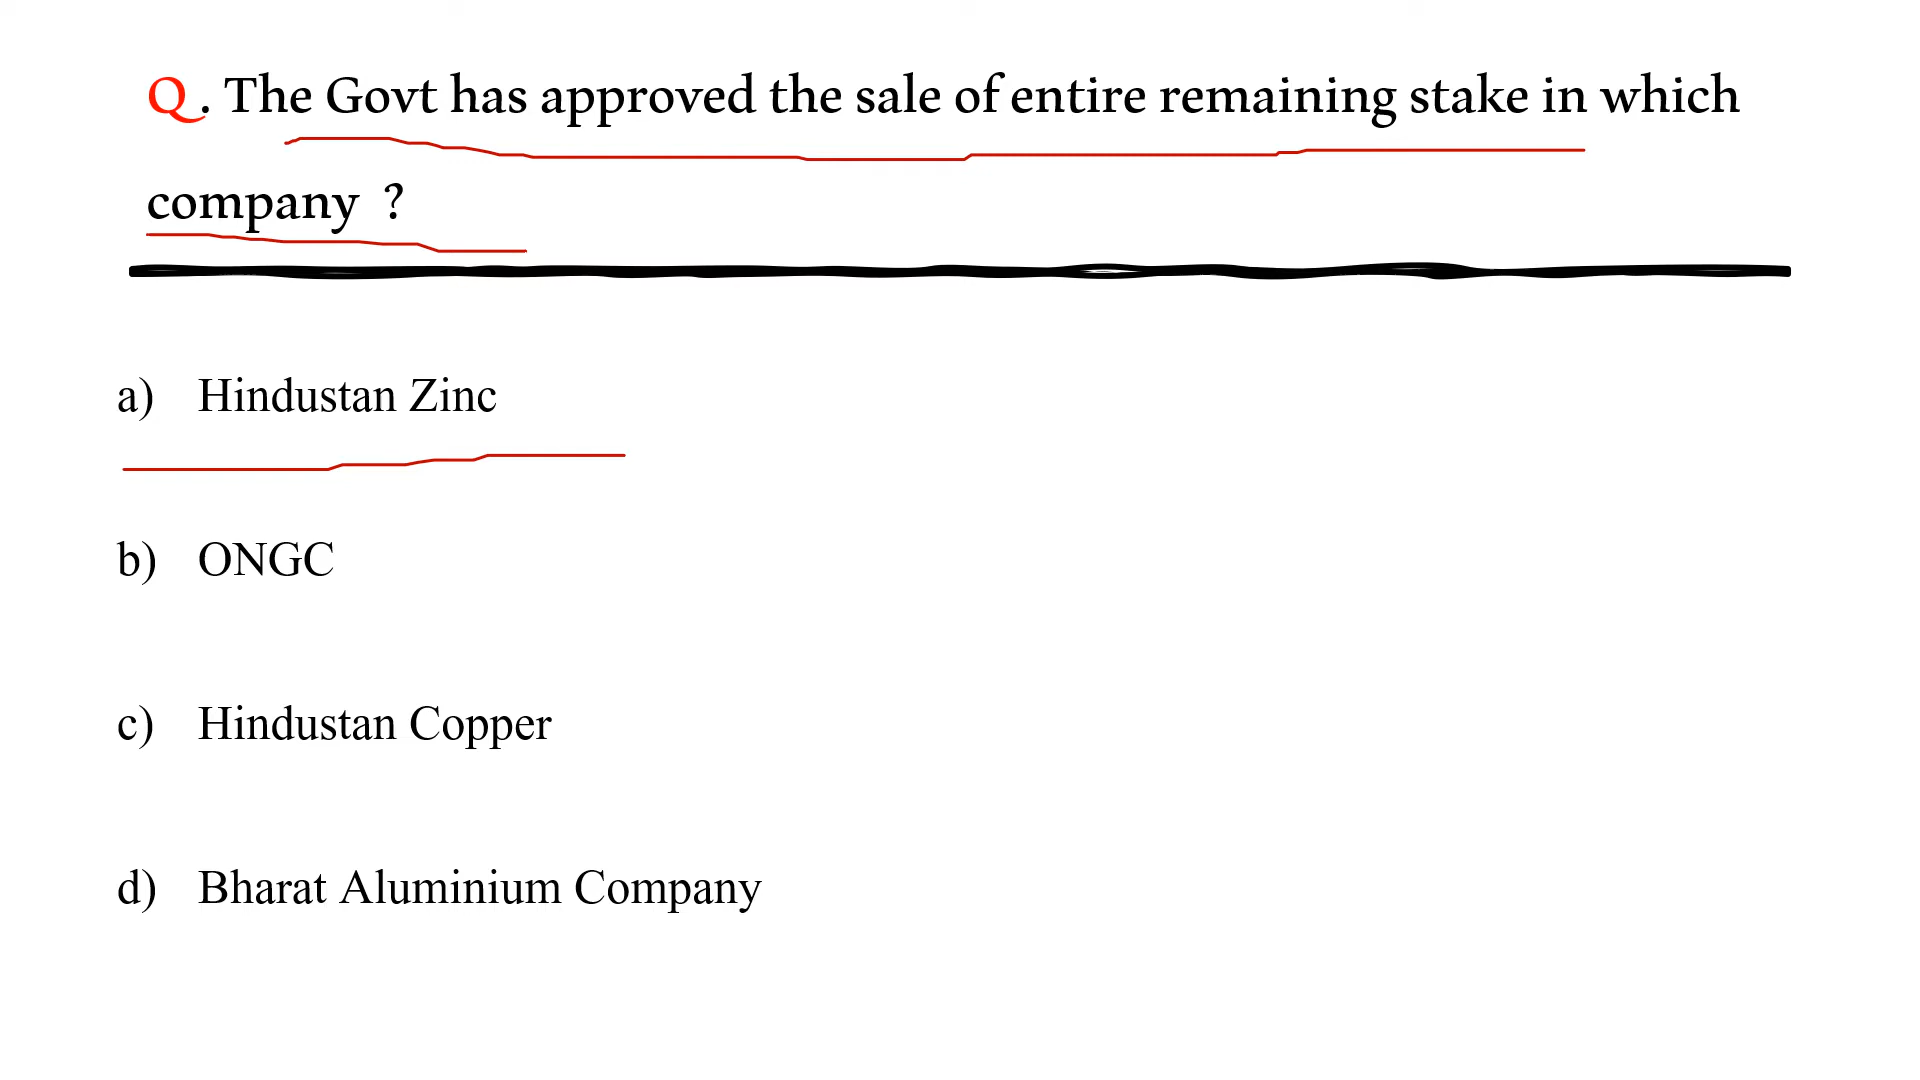 Q . The Govt has approved the sale of entire remaining stake in which
company ?
a) Hindustan Zinc
b) ONGC
c) Hindustan Copper
d) Bharat Aluminium Company